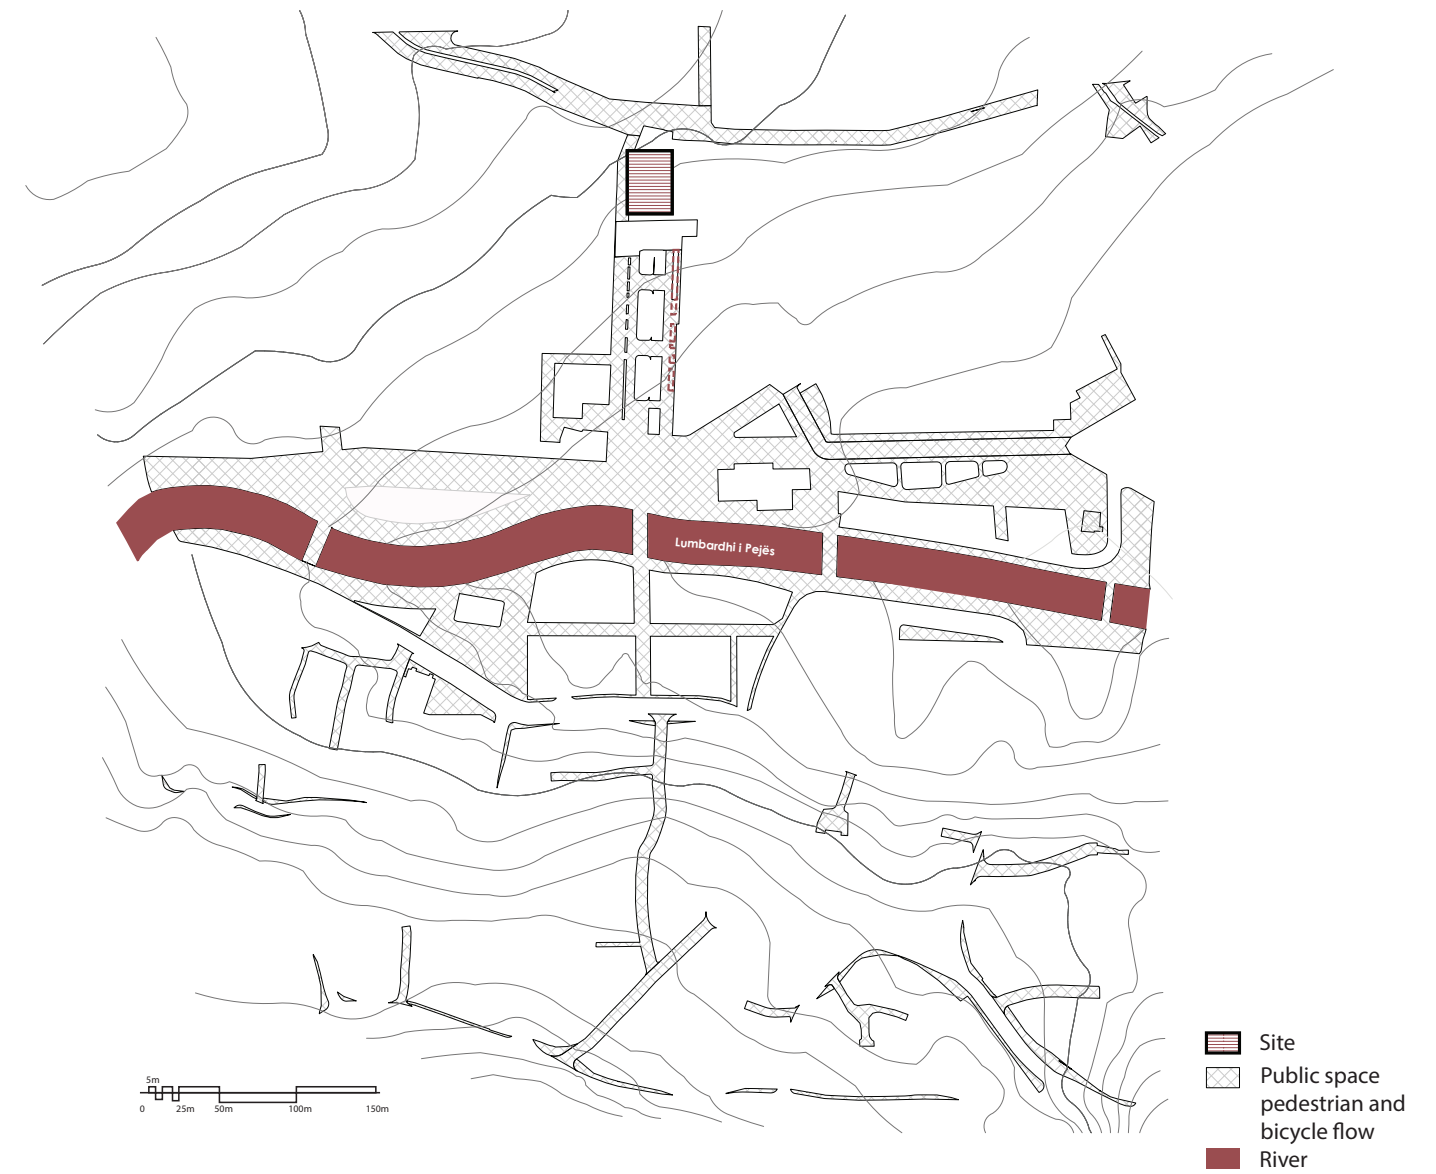 Lumbardhi i Pejës
5m
0 25m 50m 100m 150m
Site
Public space
pedestrian and
bicycle flow
River